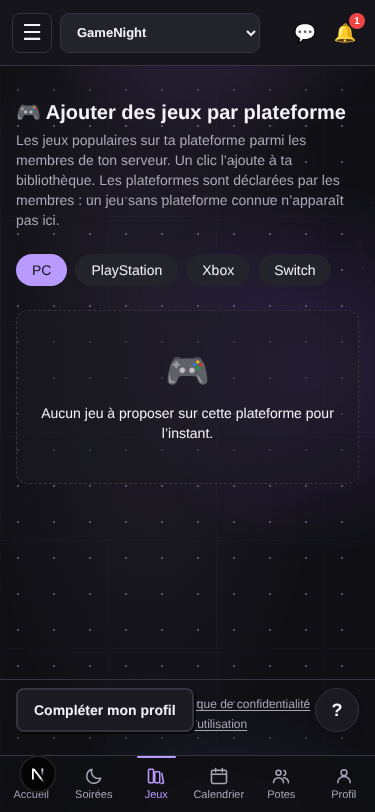 GameNight
1
🎮 Ajouter des jeux par plateforme
Les jeux populaires sur ta plateforme parmi les
membres de ton serveur. Un clic l’ajoute à ta
bibliothèque. Les plateformes sont déclarées par les
membres : un jeu sans plateforme connue n’apparaît
pas ici.
PC PlayStation Xbox Switch
Aucun jeu à proposer sur cette plateforme pour
l’instant.
Compléter mon profil
de confidentialité
utilisation
?
N
Accueil Soirées Jeux Calendrier Potes Profil